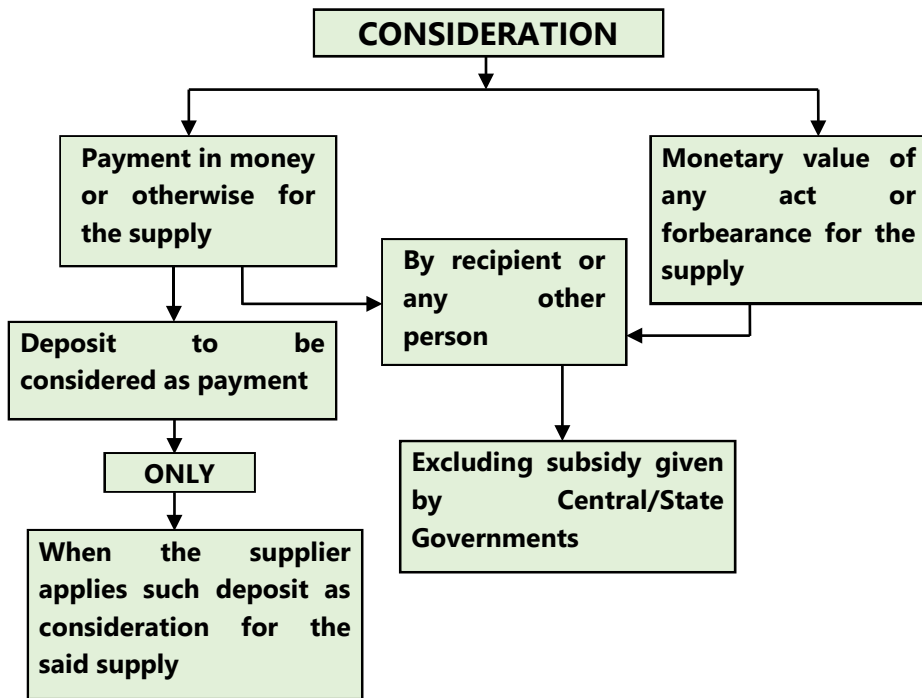 CONSIDERATION
Payment in money
or otherwise for
the supply
Monetary value of
any act or
forbearance for the
supply
By recipient or
any other
person
Deposit to be
considered as payment
ONLY
Excluding subsidy given
by Central/State
Governments
When the supplier
applies such deposit as
consideration for the
said supply